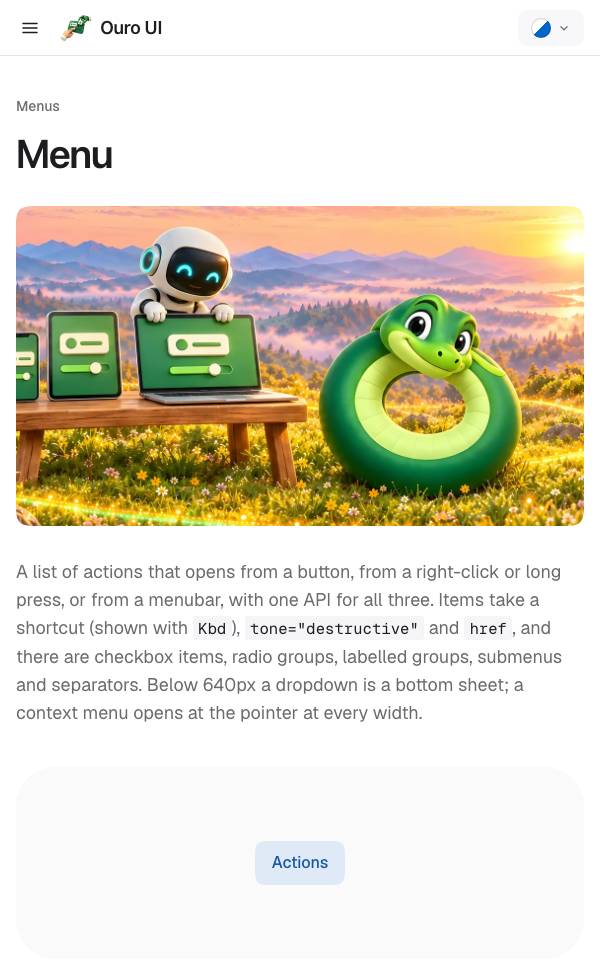 Ouro UI
Menus
Menu
A list of actions that opens from a button, from a right-click or long
press, or from a menubar, with one API for all three. Items take a
shortcut (shown with Kbd ), tone="destructive" and href , and
there are checkbox items, radio groups, labelled groups, submenus
and separators. Below 640px a dropdown is a bottom sheet; a
context menu opens at the pointer at every width.
Actions